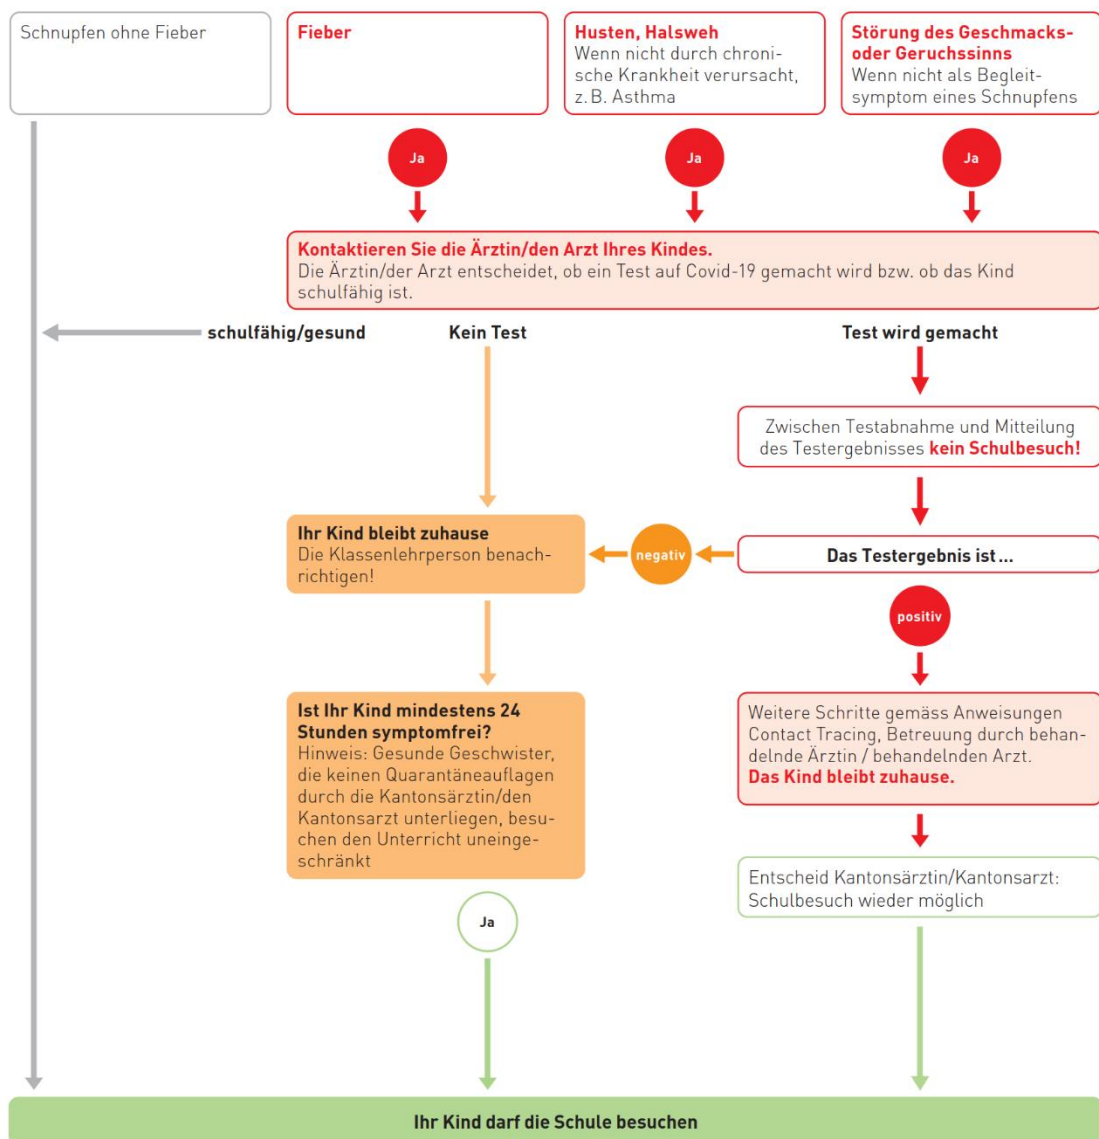 Schnupfen ohne Fieber
Fieber
Husten, Halsweh
Wenn nicht durch chroni-
sche Krankheit verursacht,
z.B. Asthma
Störung des Geschmacks-
oder Geruchssinns
Wenn nicht als Begleit-
symptom eines Schnupfens
Ja
Ja
Ja
Kontaktieren Sie die Ärztin/den Arzt Ihres Kindes.
Die Ärztin/der Arzt entscheidet, ob ein Test auf Covid-19 gemacht wird bzw. ob das Kind
schulfähig ist.
schulfähig/gesund
Kein Test
Test wird gemacht
Zwischen Testabnahme und Mitteilung
des Testergebnisses kein Schulbesuch!
Ihr Kind bleibt zuhause
Die Klassenlehrperson benach-
richtigen!
negativ
Das Testergebnis ist ...
positiv
Ist Ihr Kind mindestens 24
Stunden symptomfrei?
Hinweis: Gesunde Geschwister,
die keinen Quarantäneauflagen
durch die Kantonsärztin/den
Kantonsarzt unterliegen, besu-
chen den Unterricht uneinge-
schränkt
Weitere Schritte gemäss Anweisungen
Contact Tracing, Betreuung durch behan-
delnde Ärztin / behandelnden Arzt.
Das Kind bleibt zuhause.
Entscheid Kantonsärztin/Kantonsarzt:
Schulbesuch wieder möglich
Ja
Ihr Kind darf die Schule besuchen